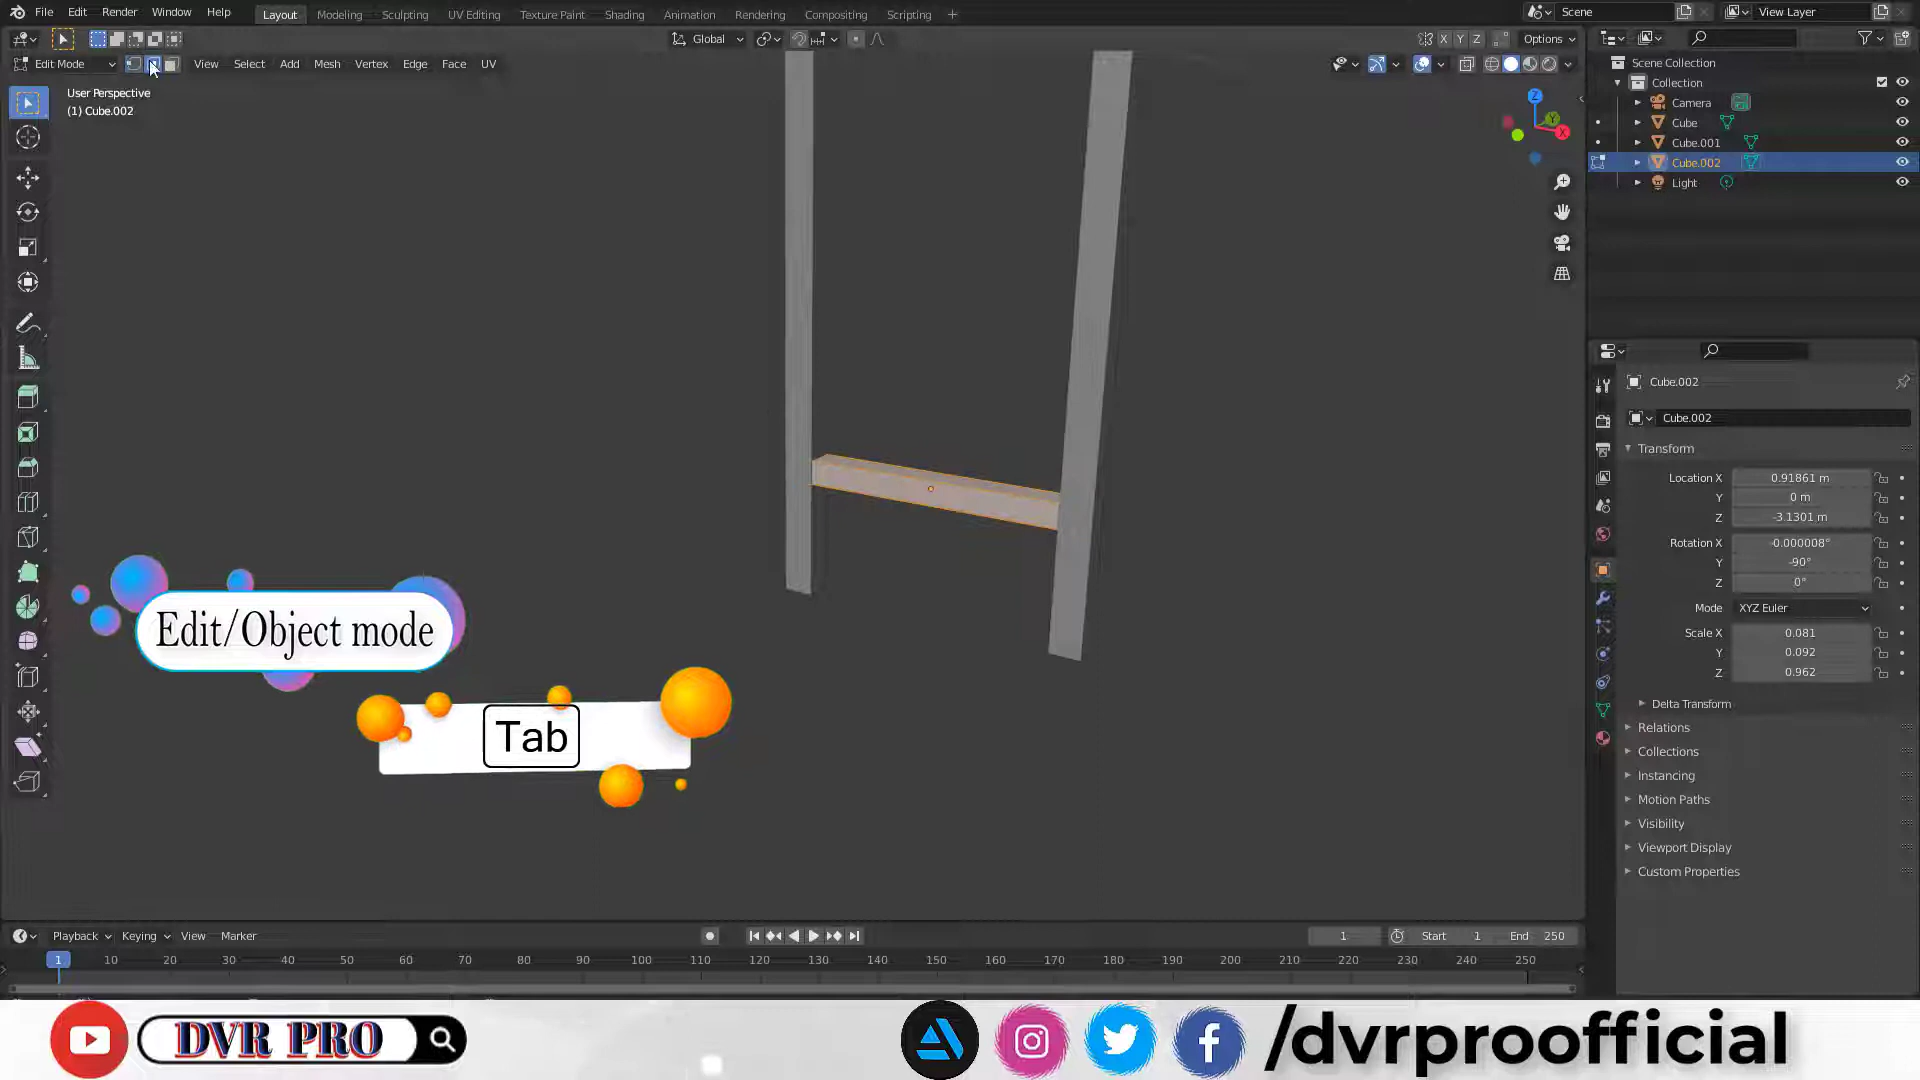 File Edit Render Window Help Layout Modeling Sculpting UV Editing Texture Paint Shading Animation Rendering Compositing Scripting + Scene View Layer
Global X Y Z Options
Edit Mode View Select Add Mesh Vertex Edge Face UV
User Perspective
(1) Cube.002
Z
Y
X
Scene Collection
Collection
Camera
Cube
Cube.001
Cube.002
Light
Cube.002
Cube.002
Transform
Location X 0.91861 m
Y 0 m
Z -3.1301 m
Rotation X -0.000008°
Y -90°
Z 0°
Mode XYZ Euler
Scale X 0.081
Y 0.092
Z 0.962
Delta Transform
Relations
Collections
Instancing
Motion Paths
Visibility
Viewport Display
Custom Properties
Edit/Object mode
Tab
Playback Keying View Marker 1 Start 1 End 250
1 10 20 30 40 50 60 70 80 90 100 110 120 130 140 150 160 170 180 190 200 210 220 230 240 250
DVR PRO /dvrproofficial